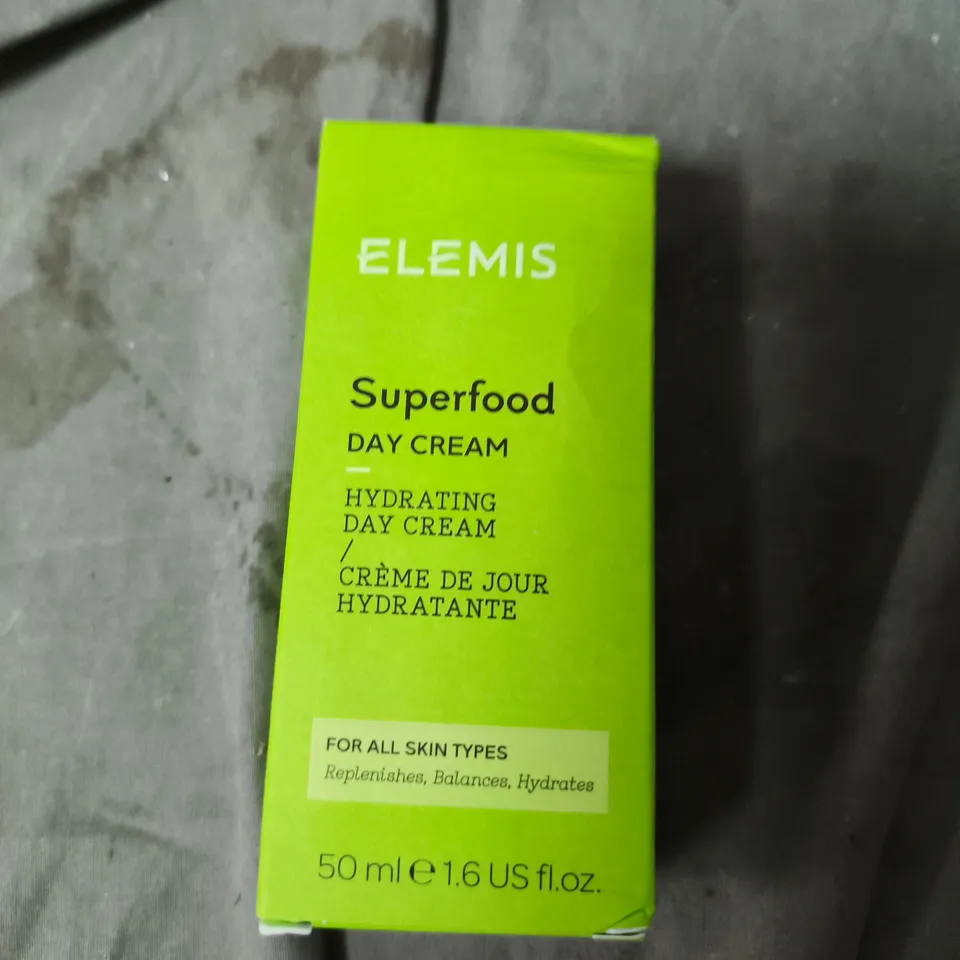 ELEMIS
Superfood
DAY CREAM
HYDRATING
DAY CREAM
/
CRÈME DE JOUR
HYDRATANTE
FOR ALL SKIN TYPES
Replenishes, Balances, Hydrates
50 ml ℮ 1.6 US fl.oz.